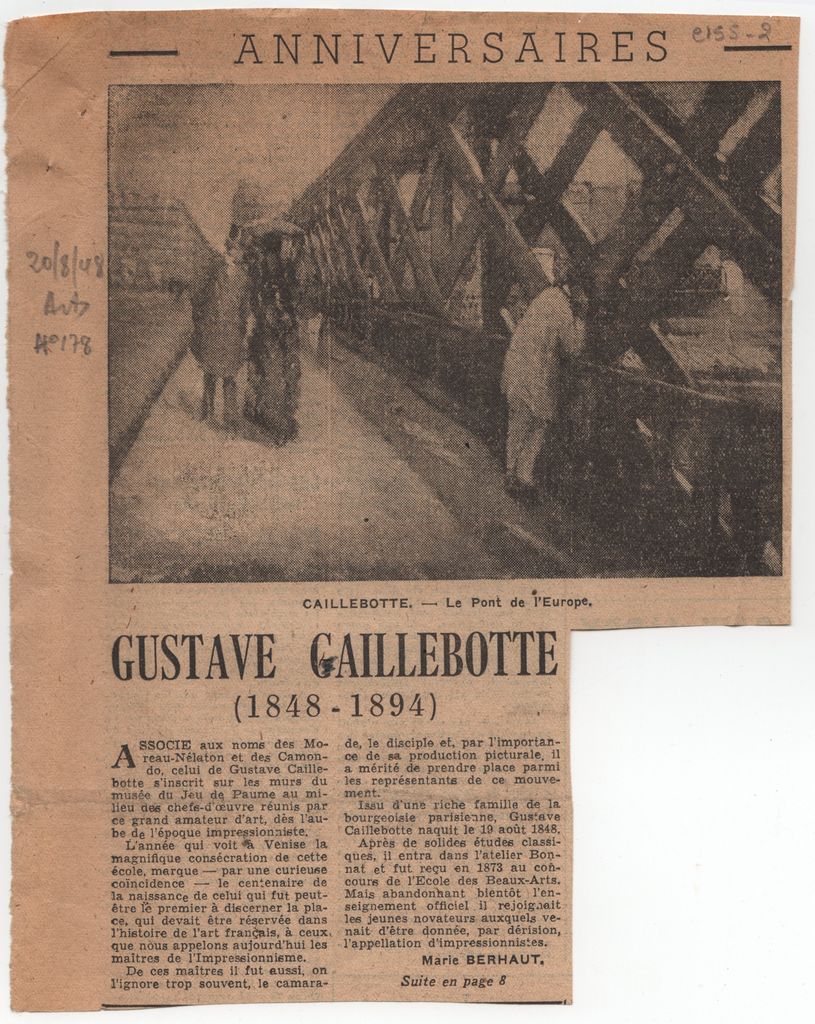 ANNIVERSAIRES
e155-2
20/8/48
Arts
N°178
CAILLEBOTTE. — Le Pont de l'Europe.
GUSTAVE CAILLEBOTTE
(1848-1894)
ASSOCIE aux noms des Mo-
reau-Nélaton et des Camon-
do, celui de Gustave Caille-
botte s'inscrit sur les murs du
musée du Jeu de Paume au mi-
lieu des chefs-d'œuvre réunis par
ce grand amateur d'art, dès l'au-
be de l'époque impressionniste.
L'année qui voit à Venise la
magnifique consécration de cette
école, marque — par une curieuse
coïncidence — le centenaire de
la naissance de celui qui fut peut-
être le premier à discerner la pla-
ce, qui devait être réservée dans
l'histoire de l'art français, à ceux
que nous appelons aujourd'hui les
maîtres de l'Impressionnisme.
De ces maîtres il fut aussi, on
l'ignore trop souvent, le camara-
de, le disciple et, par l'importan-
ce de sa production picturale, il
a mérité de prendre place parmi
les représentants de ce mouve-
ment.
Issu d'une riche famille de la
bourgeoisie parisienne, Gustave
Caillebotte naquit le 19 août 1848.
Après de solides études classi-
ques, il entra dans l'atelier Bon-
nat et fut reçu en 1873 au con-
cours de l'Ecole des Beaux-Arts.
Mais abandonnant bientôt l'en-
seignement officiel il rejoignait
les jeunes novateurs auxquels ve-
nait d'être donnée, par dérision,
l'appellation d'impressionnistes.
Marie BERHAUT.
Suite en page 8